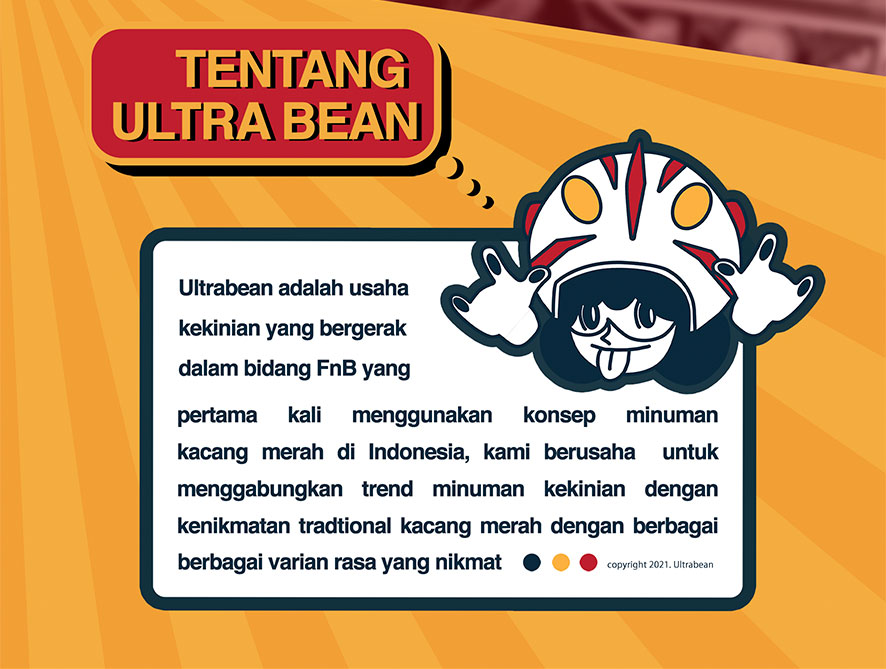 TENTANG
ULTRA BEAN
Ultrabean adalah usaha
kekinian yang bergerak
dalam bidang FnB yang
pertama kali menggunakan konsep minuman
kacang merah di Indonesia, kami berusaha untuk
menggabungkan trend minuman kekinian dengan
kenikmatan tradtional kacang merah dengan berbagai
berbagai varian rasa yang nikmat
copyright 2021. Ultrabean